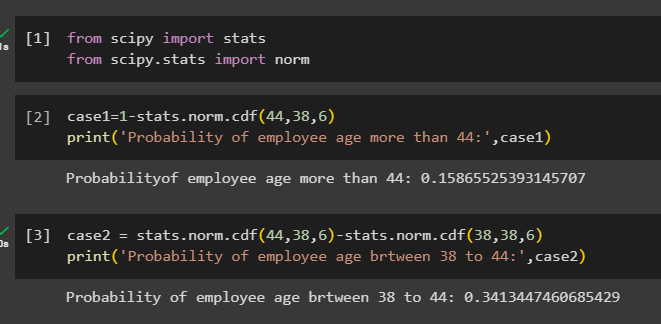 [1] from scipy import stats
from scipy.stats import norm
[2] case1=1-stats.norm.cdf(44,38,6)
print('Probability of employee age more than 44:',case1)
Probabilityof employee age more than 44: 0.15865525393145707
[3] case2 = stats.norm.cdf(44,38,6)-stats.norm.cdf(38,38,6)
print('Probability of employee age brtween 38 to 44:',case2)
Probability of employee age brtween 38 to 44: 0.3413447460685429